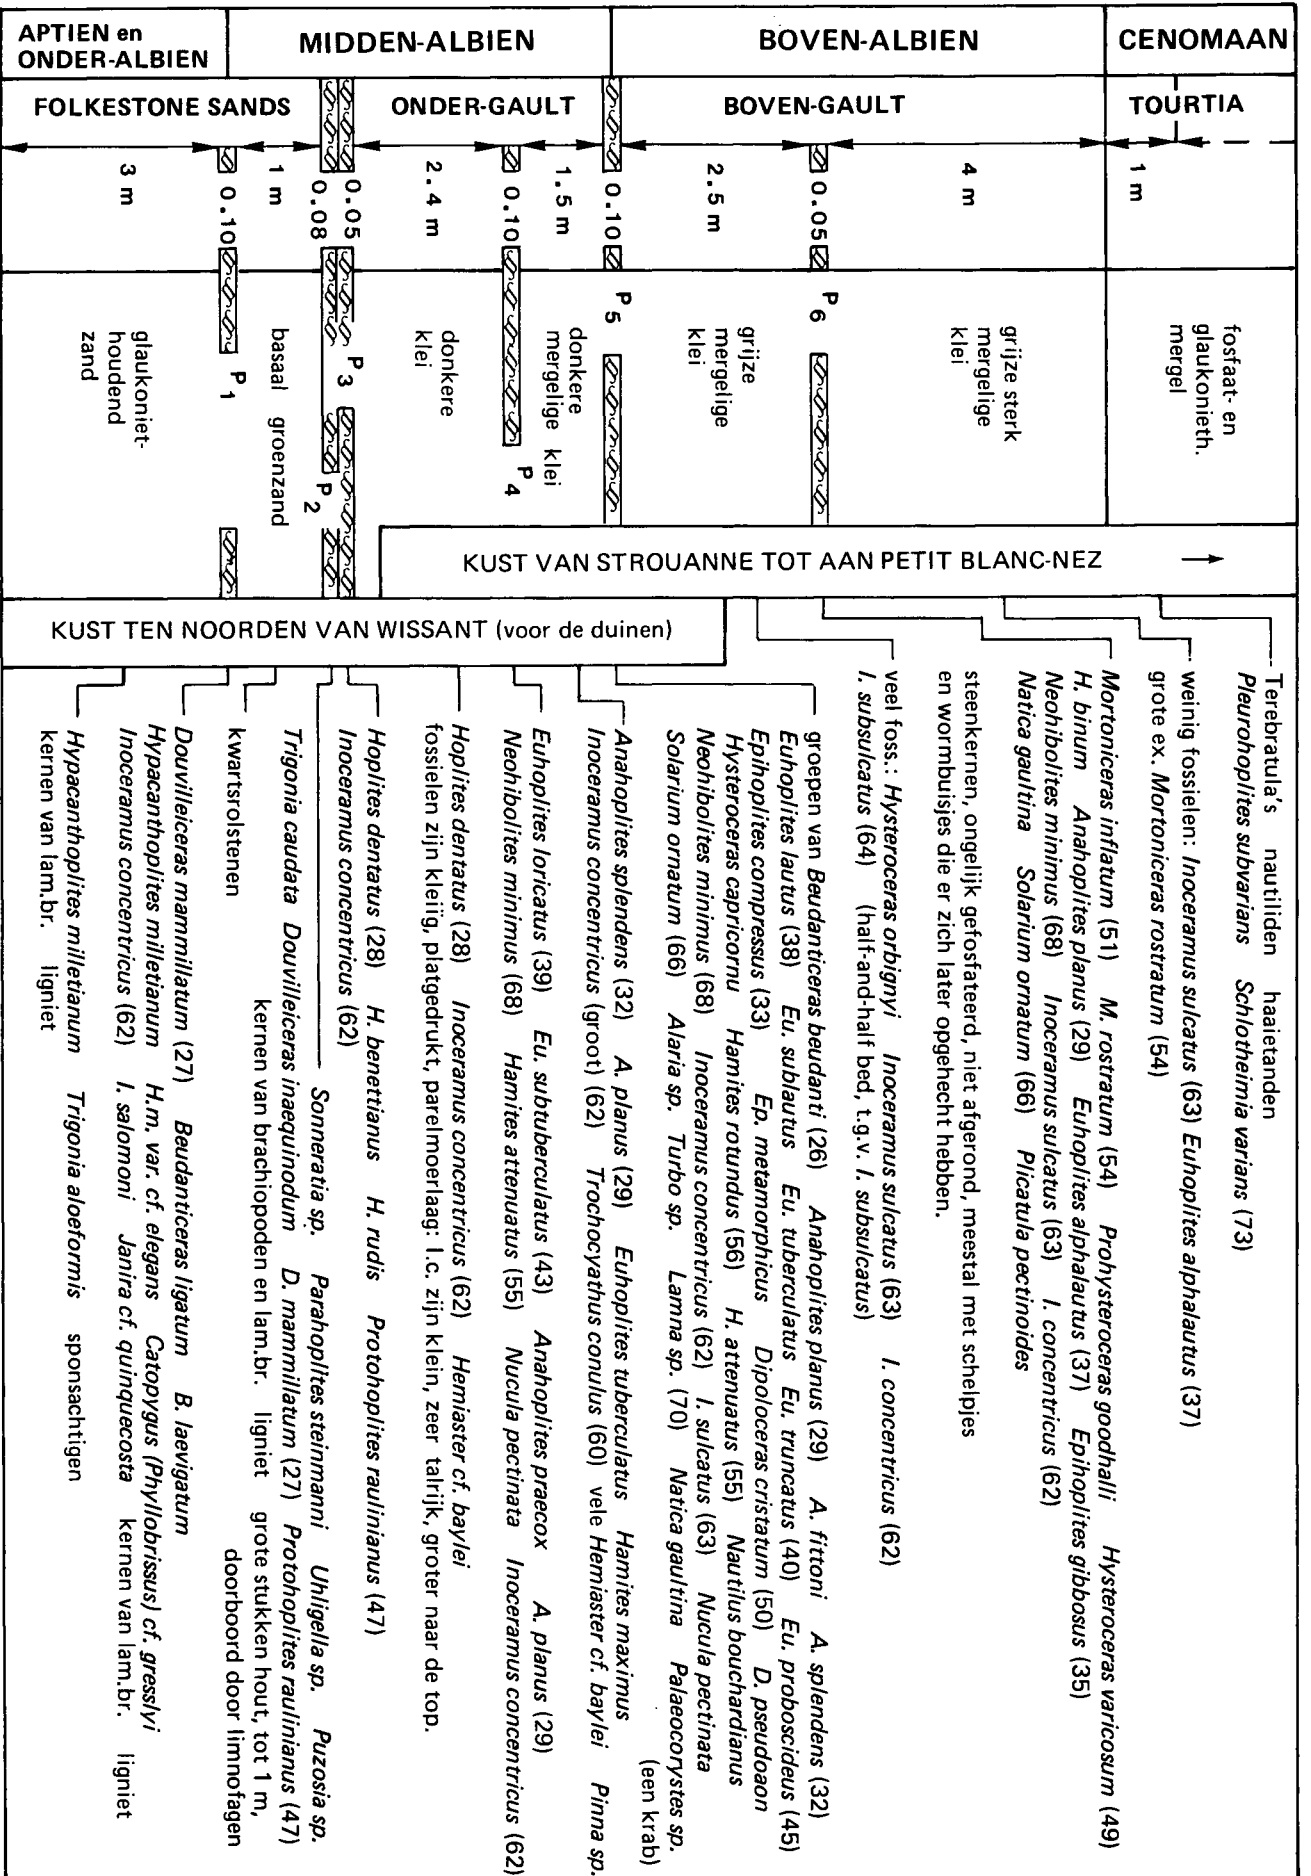 APTIEN en
ONDER-ALBIEN
MIDDEN-ALBIEN
BOVEN-ALBIEN
CENOMAAN
FOLKESTONE SANDS
ONDER-GAULT
BOVEN-GAULT
TOURTIA
3 m
0.10
1 m
0.08
0.05
2.4 m
0.10
1.5 m
0.10
2.5 m
0.05
4 m
1 m
glaukoniet-
houdend
zand
P1
basaal groenzand
P2
P3
donkere
klei
P4
donkere
mergelige klei
P5
grijze
mergelige
klei
P6
grijze sterk
mergelige
klei
fosfaat- en
glaukonieth.
mergel
KUST VAN STROUANNE TOT AAN PETIT BLANC-NEZ →
KUST TEN NOORDEN VAN WISSANT (voor de duinen)
Terebratula's nautiliden haaietanden
Pleurohoplites subvarians Schlotheimia varians (73)
weinig fossielen: Inoceramus sulcatus (63) Euhoplites alphalautus (37)
grote ex. Mortoniceras rostratum (54)
Mortoniceras inflatum (51) M. rostratum (54) Prohysteroceras goodhalli Hysteroceras varicosum (49)
H. binum Anahoplites planus (29) Euhoplites alphalautus (37) Epihoplites gibbosus (35)
Neohibolites minimus (68) Inoceramus sulcatus (63) I. concentricus (62)
Natica gaultina Solarium ornatum (66) Plicatula pectinoides
steenkernen, ongelijk gefosfateerd, niet afgerond, meestal met schelpjes
en wormbuisjes die er zich later opgehecht hebben.
veel foss.: Hysteroceras orbignyi Inoceramus sulcatus (63) I. concentricus (62)
I. subsulcatus (64) (half-and-half bed, t.g.v. I. subsulcatus)
groepen van Beudanticeras beudanti (26) Anahoplites planus (29) A. fittoni A. splendens (32)
Euhoplites lautus (38) Eu. sublautus Eu. tuberculatus Eu. truncatus (40) Eu. proboscideus (45)
Epihoplites compressus (33) Ep. metamorphicus Dipoloceras cristatum (50) D. pseudoaon
Hysteroceras capricornu Hamites rotundus (56) H. attenuatus (55) Nautilus bouchardianus
Neohibolites minimus (68) Inoceramus concentricus (62) I. sulcatus (63) Nucula pectinata
Solarium ornatum (66) Alaria sp. Turbo sp. Lamna sp. (70) Natica gaultina Palaeocorystes sp.
(een krab)
Anahoplites splendens (32) A. planus (29) Euhoplites tuberculatus Hamites maximus
Inoceramus concentricus (groot) (62) Trochocyathus conulus (60) vele Hemiaster cf. baylei Pinna sp.
Euhoplites loricatus (39) Eu. subtuberculatus (43) Anahoplites praecox A. planus (29)
Neohibolites minimus (68) Hamites attenuatus (55) Nucula pectinata Inoceramus concentricus (62)
Hoplites dentatus (28) Inoceramus concentricus (62) Hemiaster cf. baylei
fossielen zijn kleiig, platgedrukt, parelmoerlaag: I.c. zijn klein, zeer talrijk, groter naar de top.
Hoplites dentatus (28) H. benettianus H. rudis Protohoplites raulinianus (47)
Inoceramus concentricus (62)
Sonneratia sp. Parahoplites steinmanni Uhligella sp. Puzosia sp.
Trigonia caudata Douvilleiceras inaequinodum D. mammillatum (27) Protohoplites raulinianus (47)
kernen van brachiopoden en lam.br. ligniet grote stukken hout, tot 1 m,
kwartsrolstenen doorboord door limnofagen
Douvilleiceras mammillatum (27) Beudanticeras ligatum B. laevigatum
Hypacanthoplites milletianum H.m. var. cf. elegans Catopygus (Phyllobrissus) cf. gresslyi
Inoceramus concentricus (62) I. salomoni Janira cf. quinquecosta kernen van lam.br. ligniet
Hypacanthoplites milletianum Trigonia aloeformis sponsachtigen
kernen van lam.br. ligniet